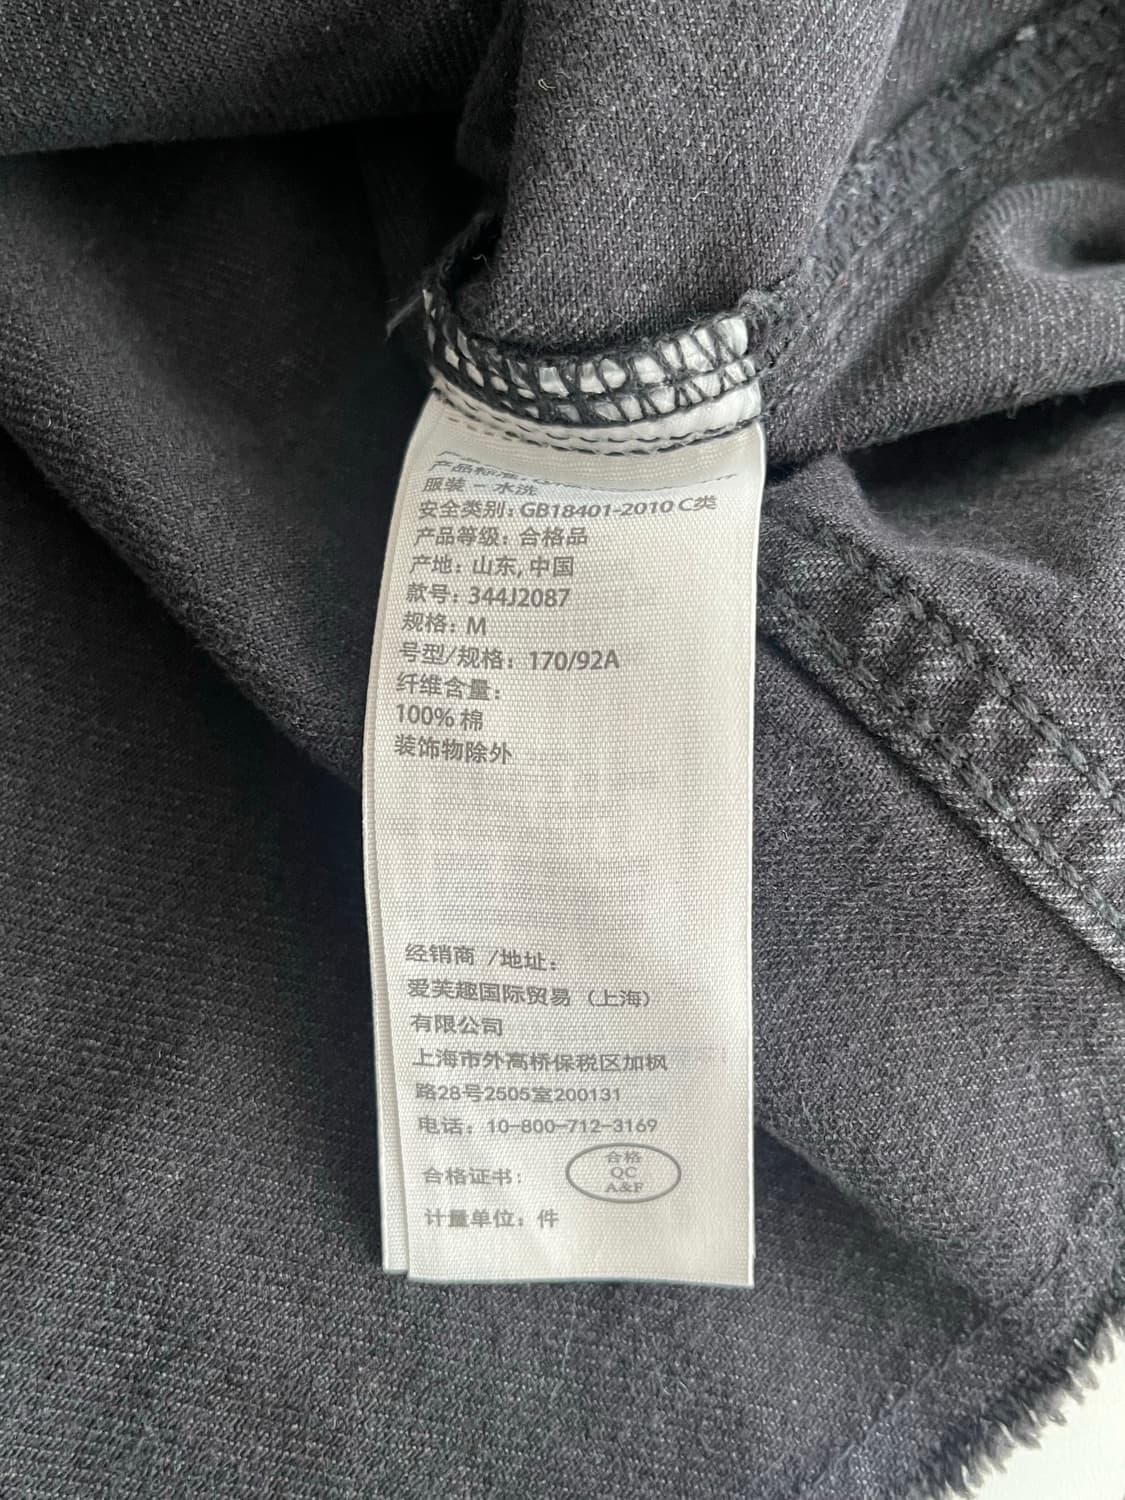 产品标准:
服装 - 水洗
安全类别: GB18401-2010 C类
产品等级: 合格品
产地: 山东, 中国
款号: 344J2087
规格: M
号型/规格: 170/92A
纤维含量:
100% 棉
装饰物除外
经销商 /地址:
爱芙趣国际贸易 (上海)
有限公司
上海市外高桥保税区加枫
路28号2505室200131
电话: 10-800-712-3169
合格
QC
A&F
合格证书:
计量单位: 件